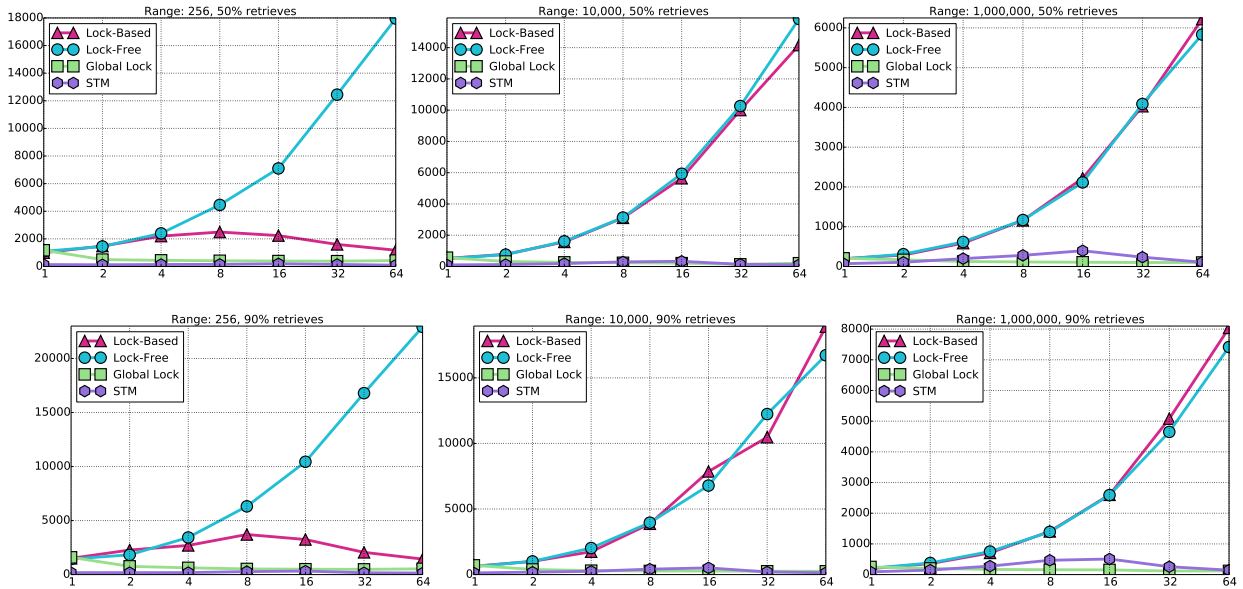 Range: 256, 50% retrieves
18000
16000
14000
12000
10000
8000
6000
4000
2000
0
Lock-Based
Lock-Free
Global Lock
STM
1 2 4 8 16 32 64
Range: 10,000, 50% retrieves
14000
12000
10000
8000
6000
4000
2000
0
Lock-Based
Lock-Free
Global Lock
STM
1 2 4 8 16 32 64
Range: 1,000,000, 50% retrieves
6000
5000
4000
3000
2000
1000
0
Lock-Based
Lock-Free
Global Lock
STM
1 2 4 8 16 32 64
Range: 256, 90% retrieves
20000
15000
10000
5000
0
Lock-Based
Lock-Free
Global Lock
STM
1 2 4 8 16 32 64
Range: 10,000, 90% retrieves
15000
10000
5000
0
Lock-Based
Lock-Free
Global Lock
STM
1 2 4 8 16 32 64
Range: 1,000,000, 90% retrieves
8000
7000
6000
5000
4000
3000
2000
1000
0
Lock-Based
Lock-Free
Global Lock
STM
1 2 4 8 16 32 64